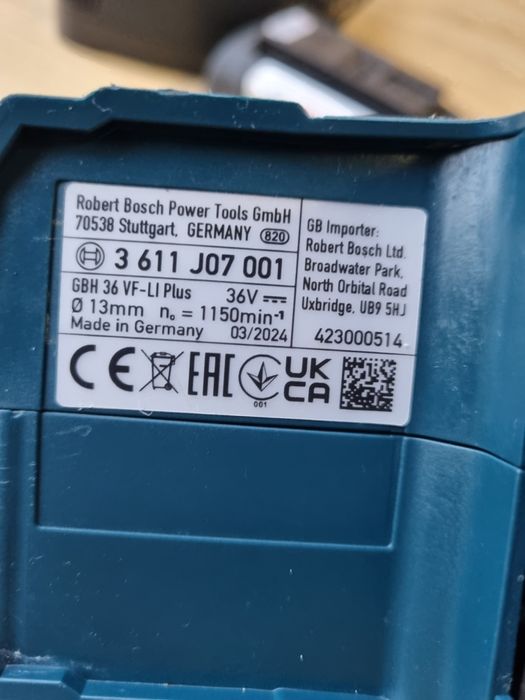 Robert Bosch Power Tools GmbH
70538 Stuttgart, GERMANY 820
3 611 J07 001
GBH 36 VF-LI Plus 36V ⎓
Ø 13mm n₀ = 1150min⁻¹
Made in Germany 03/2024
GB Importer:
Robert Bosch Ltd.
Broadwater Park,
North Orbital Road
Uxbridge, UB9 5HJ
423000514
CE EAC 001 UK
CA